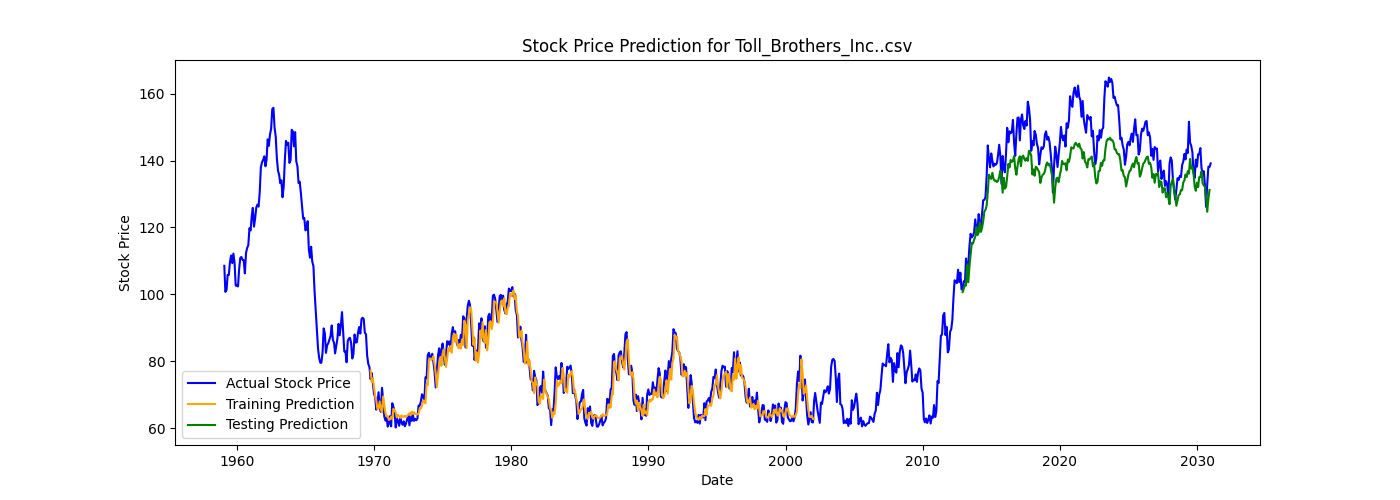 Stock Price Prediction for Toll_Brothers_Inc..csv
Stock Price
160
140
120
100
80
60
Actual Stock Price
Training Prediction
Testing Prediction
1960 1970 1980 1990 2000 2010 2020 2030
Date